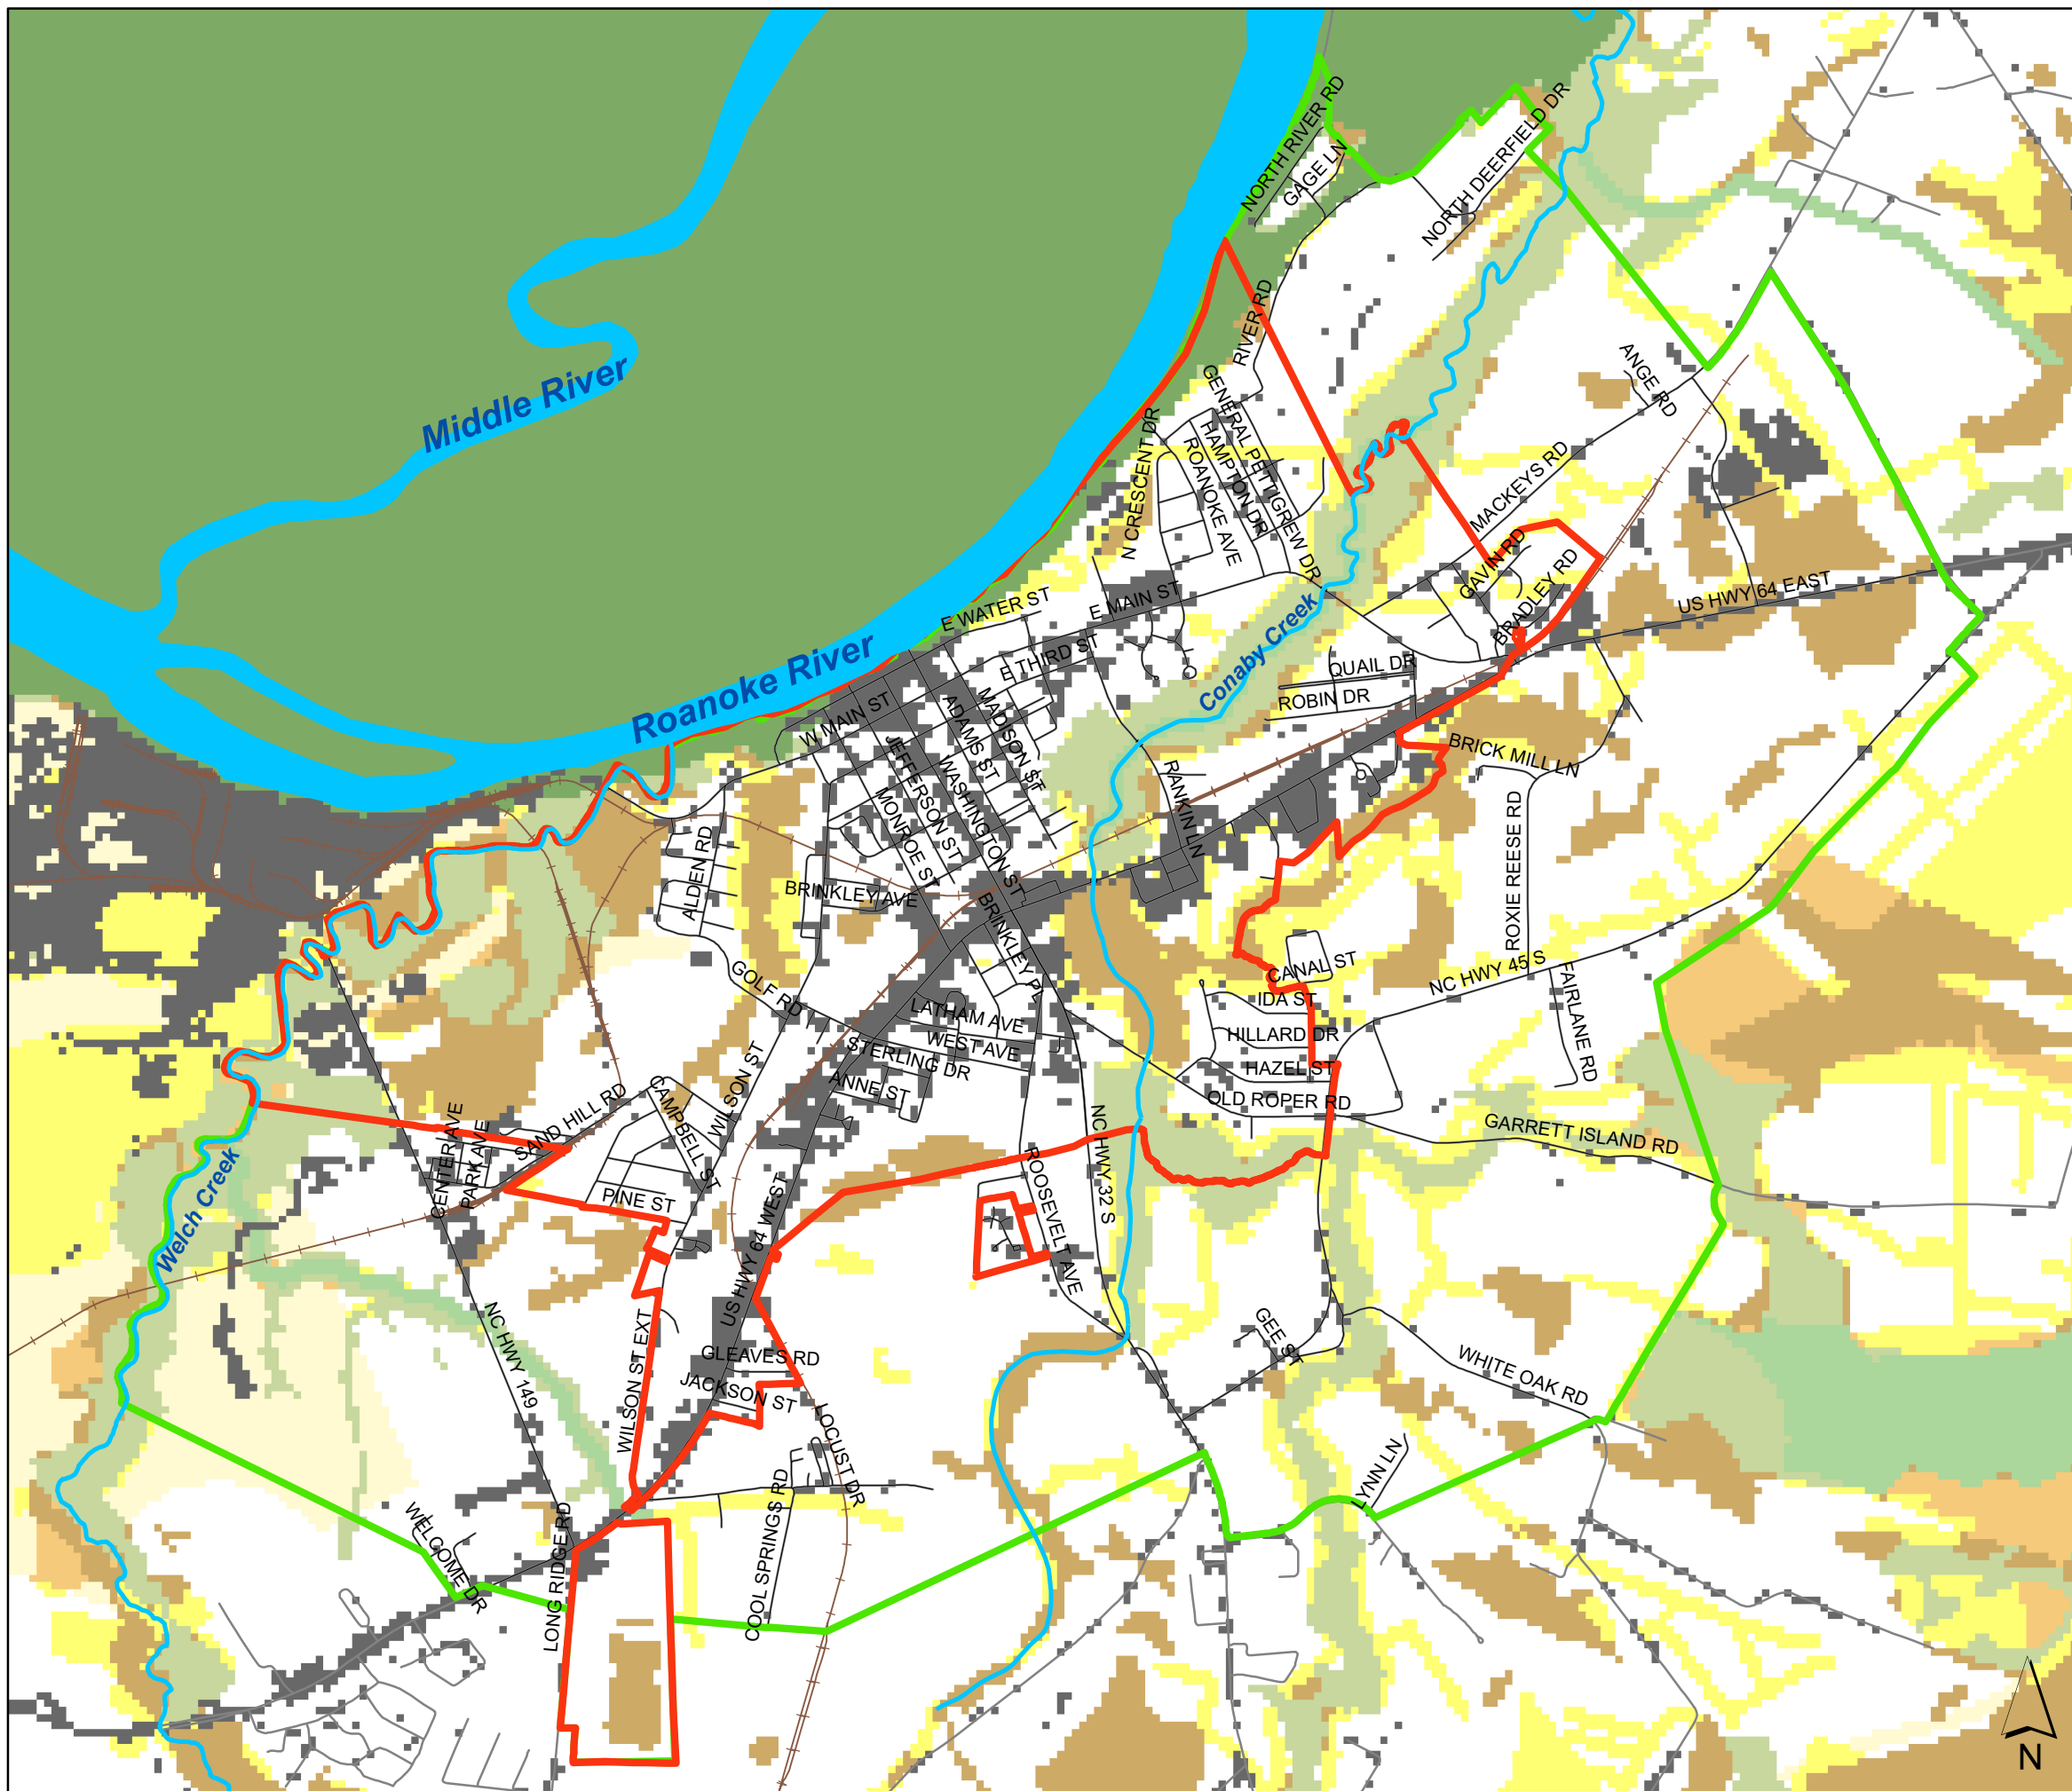 NORTH RIVER RD
GAGE LN
NORTH DEERFIELD DR
RIVER RD
ANGE RD
Middle River
GENERAL PETTIGREW DR
HAMPTON DR
ROANOKE AVE
N CRESCENT DR
MACKEYS RD
GAVIN RD
BRADLEY RD
US HWY 64 EAST
E WATER ST
E MAIN ST
E THIRD ST
Conaby Creek
QUAIL DR
ROBIN DR
Roanoke River
W MAIN ST
MADISON ST
ADAMS ST
WASHINGTON ST
JEFFERSON ST
MONROE ST
RANKIN LN
BRICK MILL LN
ROXIE REESE RD
ALDEN RD
BRINKLEY AVE
BRINKLEY PL
CANAL ST
NC HWY 45 S
FAIRLANE RD
GOLF RD
IDA ST
LATHAM AVE
HILLARD DR
WEST AVE
STERLING DR
HAZEL ST
ANNE ST
OLD ROPER RD
WILSON ST
CAMPBELL ST
SAND HILL RD
CENTER AVE
PARK AVE
GARRETT ISLAND RD
NC HWY 32 S
ROOSEVELT AVE
Welch Creek
PINE ST
US HWY 64 WEST
NC HWY 149
WILSON ST EXT
GLEAVES RD
JACKSON ST
GEE ST
WHITE OAK RD
LOCUST DR
LYNN LN
COOL SPRINGS RD
WELCOME DR
LONG RIDGE RD
N